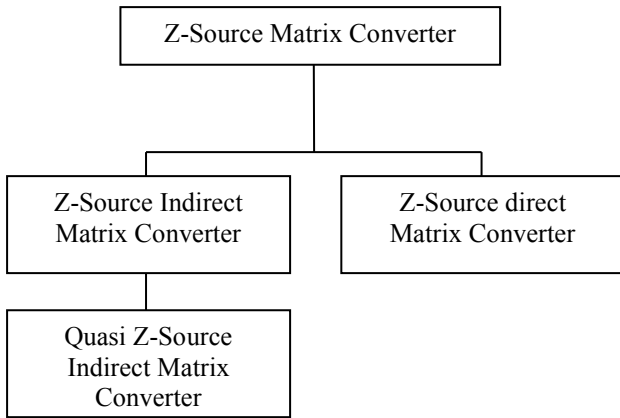 Z-Source Matrix Converter
Z-Source Indirect
Matrix Converter
Z-Source direct
Matrix Converter
Quasi Z-Source
Indirect Matrix
Converter